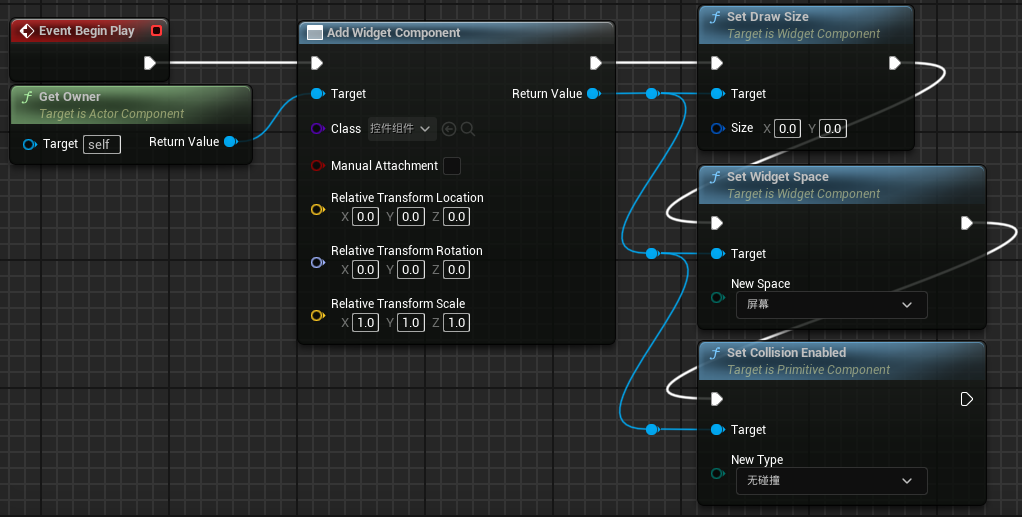 Event Begin Play
Get Owner
Target is Actor Component
Target self
Return Value
Add Widget Component
Target
Return Value
Class 控件组件
Manual Attachment
Relative Transform Location
X 0.0 Y 0.0 Z 0.0
Relative Transform Rotation
X 0.0 Y 0.0 Z 0.0
Relative Transform Scale
X 1.0 Y 1.0 Z 1.0
Set Draw Size
Target is Widget Component
Target
Size X 0.0 Y 0.0
Set Widget Space
Target is Widget Component
Target
New Space
屏幕
Set Collision Enabled
Target is Primitive Component
Target
New Type
无碰撞